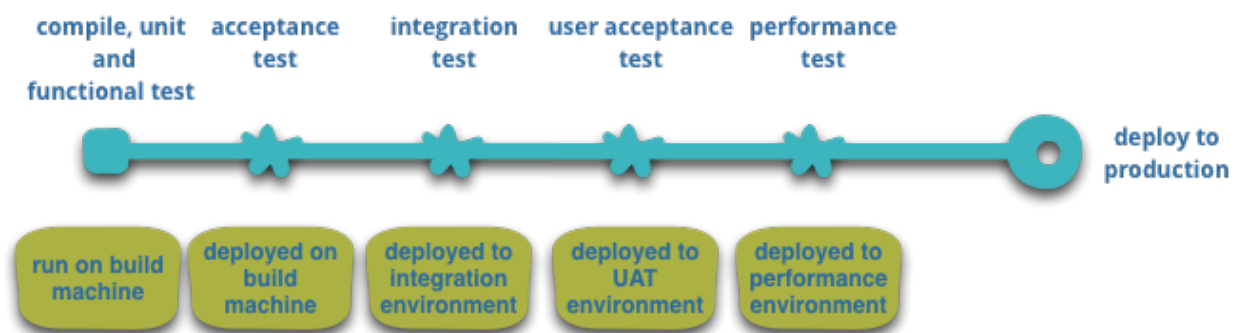 compile, unit
and
functional test
acceptance
test
integration
test
user acceptance
test
performance
test
deploy to
production
run on build
machine
deployed on
build
machine
deployed to
integration
environment
deployed to
UAT
environment
deployed to
performance
environment